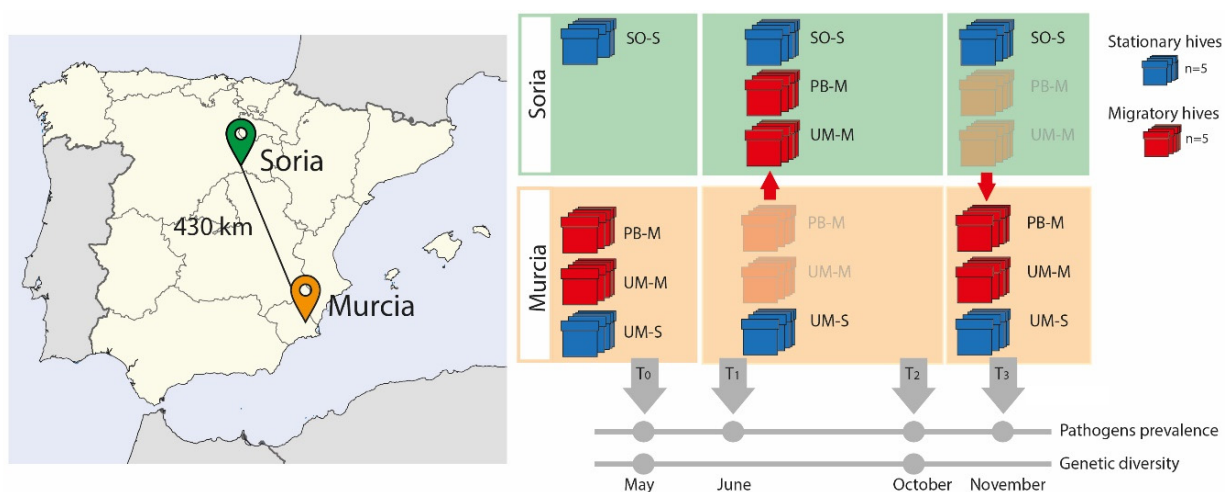 Soria
430 km
Murcia
Soria
SO-S
SO-S
SO-S
PB-M
PB-M
UM-M
UM-M
Stationary hives
n=5
Migratory hives
n=5
Murcia
PB-M
PB-M
PB-M
UM-M
UM-M
UM-M
UM-S
UM-S
UM-S
T0
T1
T2
T3
Pathogens prevalence
Genetic diversity
May
June
October
November